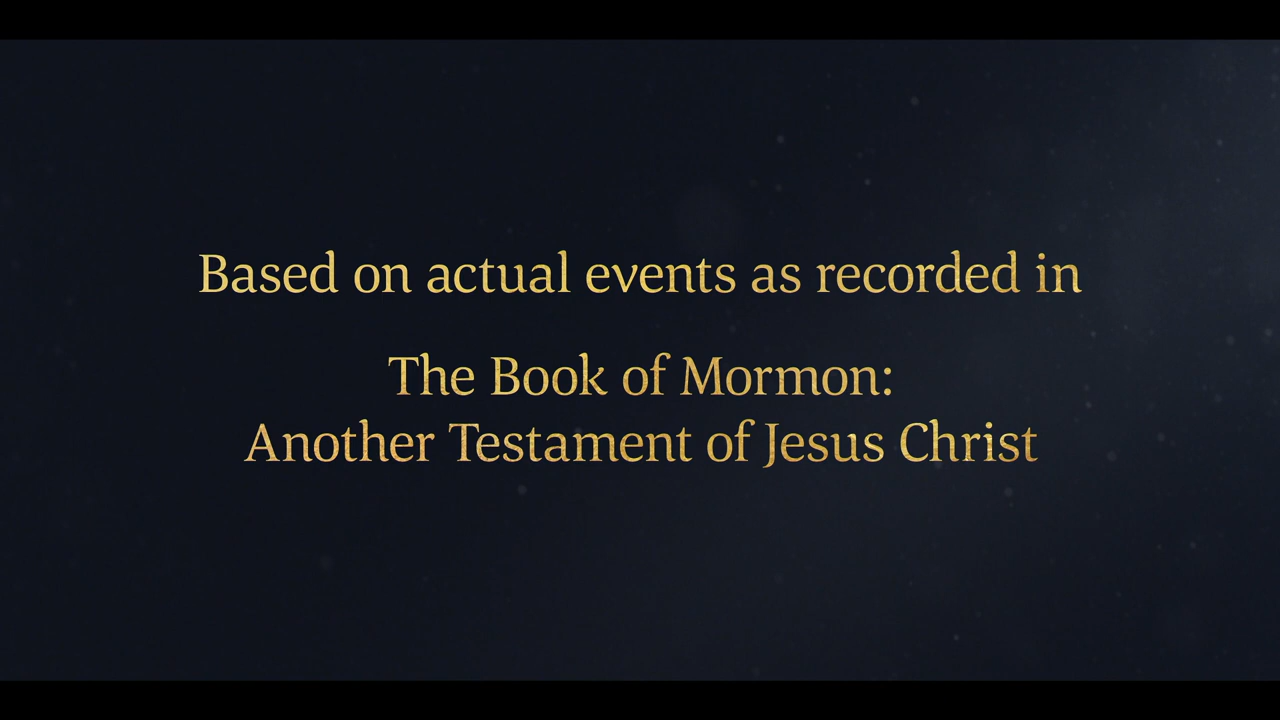 Based on actual events as recorded in
The Book of Mormon:
Another Testament of Jesus Christ